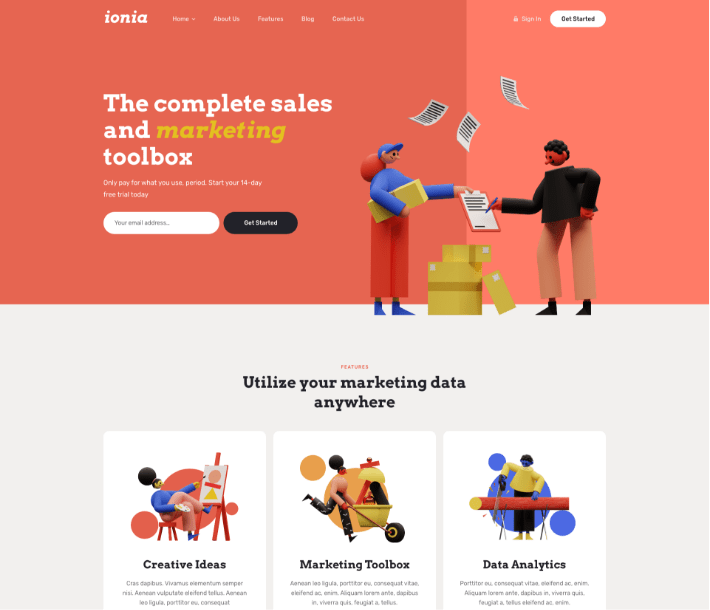 ionia
Home
About Us
Features
Blog
Contact Us
Sign In
Get Started
The complete sales
and marketing
toolbox
Only pay for what you use, period. Start your 14-day
free trial today
Your email address...
Get Started
FEATURES
Utilize your marketing data
anywhere
Creative Ideas
Cras dapibus. Vivamus elementum semper
nisi. Aenean vulputate eleifend tellus. Aenean
leo ligula, porttitor eu, consequat
Marketing Toolbox
Aenean leo ligula, porttitor eu, consequat vitae,
eleifend ac, enim. Aliquam lorem ante, dapibus
in, viverra quis, feugiat a, tellus.
Data Analytics
Porttitor eu, consequat vitae, eleifend ac, enim.
Aliquam lorem ante, dapibus in, viverra quis,
feugiat a, tellus eleifend ac, enim.